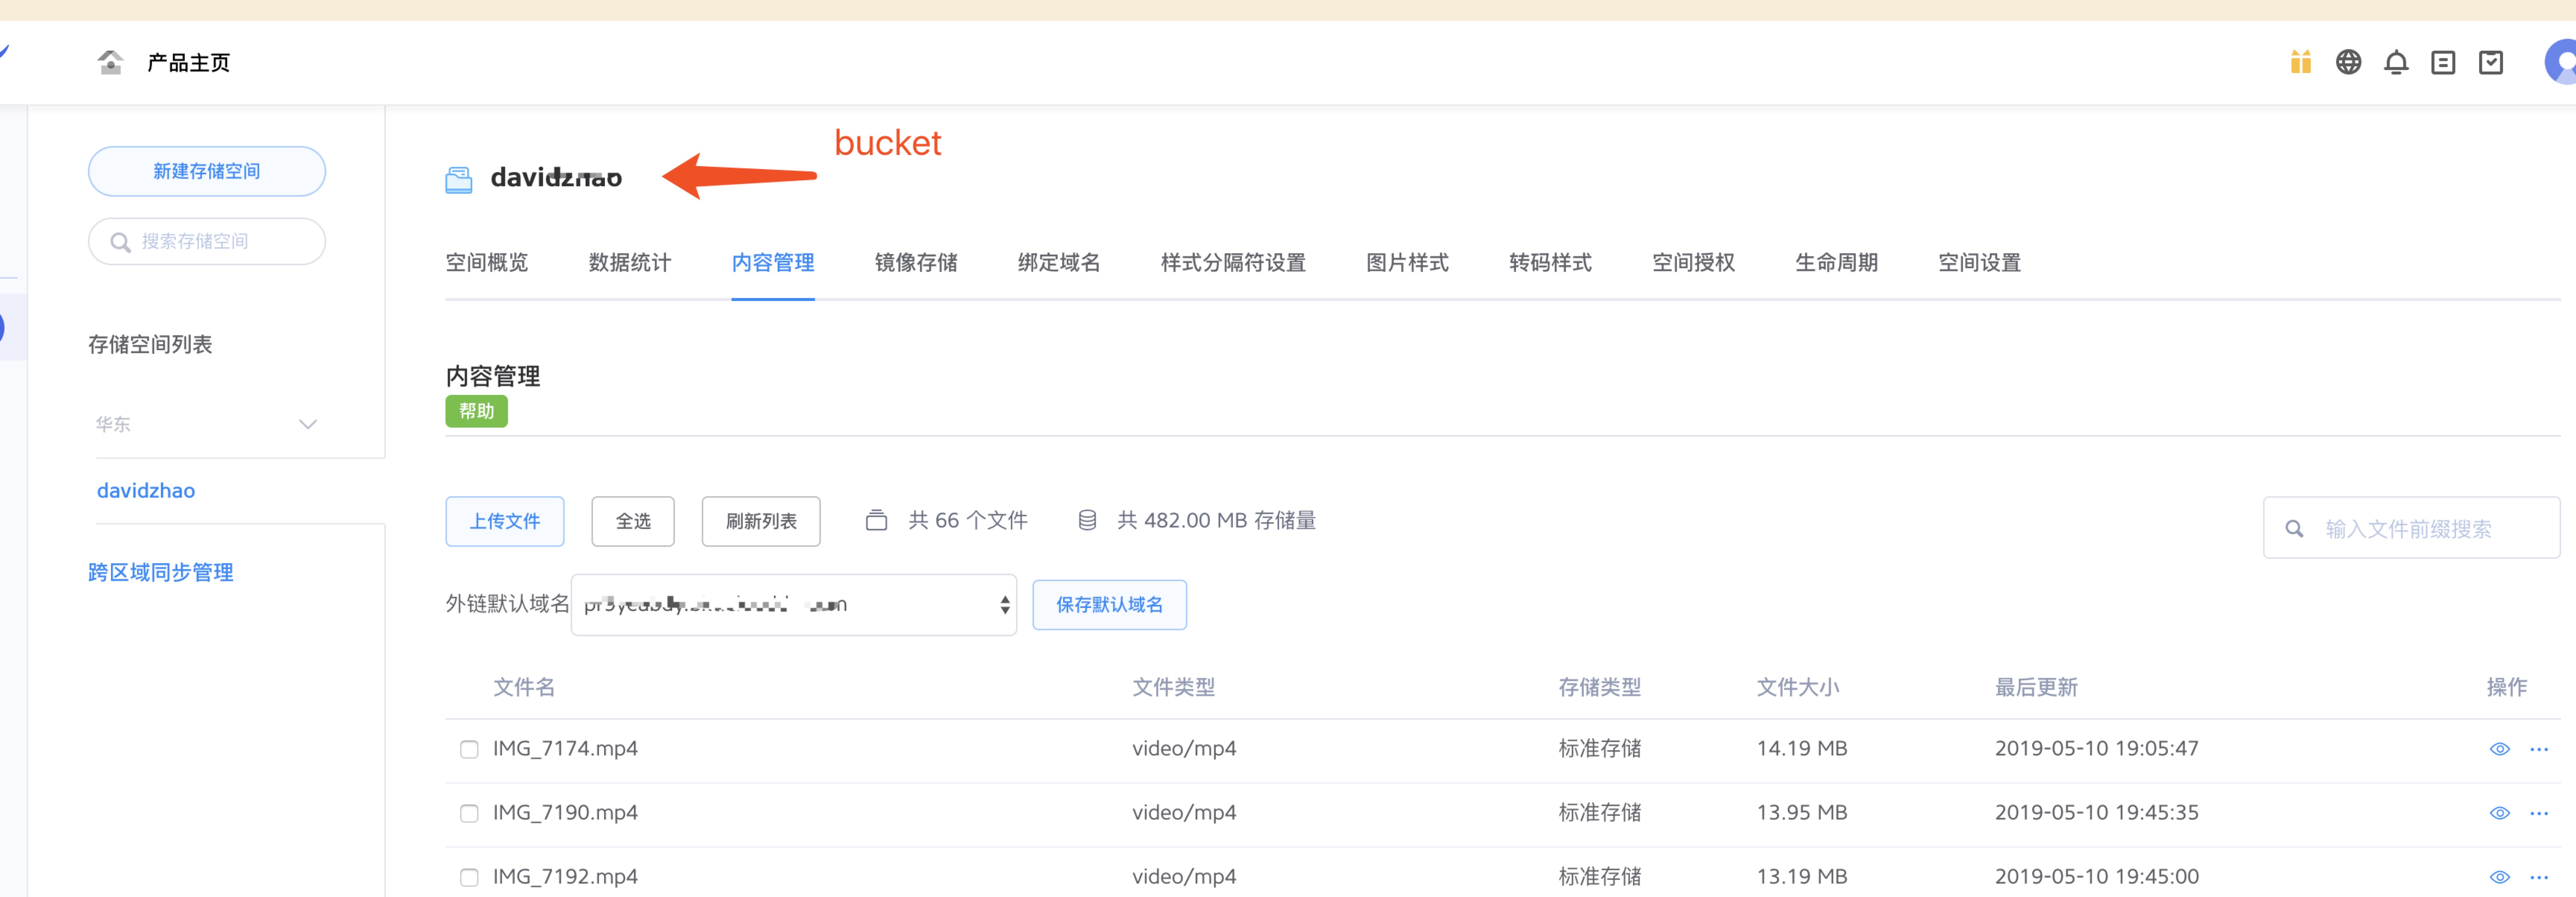 产品主页
新建存储空间
搜索存储空间
存储空间列表
华东
davidzhao
跨区域同步管理
bucket
davidzhao
空间概览 数据统计 内容管理 镜像存储 绑定域名 样式分隔符设置 图片样式 转码样式 空间授权 生命周期 空间设置
内容管理
帮助
上传文件 全选 刷新列表 共 66 个文件 共 482.00 MB 存储量 输入文件前缀搜索
外链默认域名 保存默认域名
文件名 文件类型 存储类型 文件大小 最后更新 操作
IMG_7174.mp4 video/mp4 标准存储 14.19 MB 2019-05-10 19:05:47
IMG_7190.mp4 video/mp4 标准存储 13.95 MB 2019-05-10 19:45:35
IMG_7192.mp4 video/mp4 标准存储 13.19 MB 2019-05-10 19:45:00